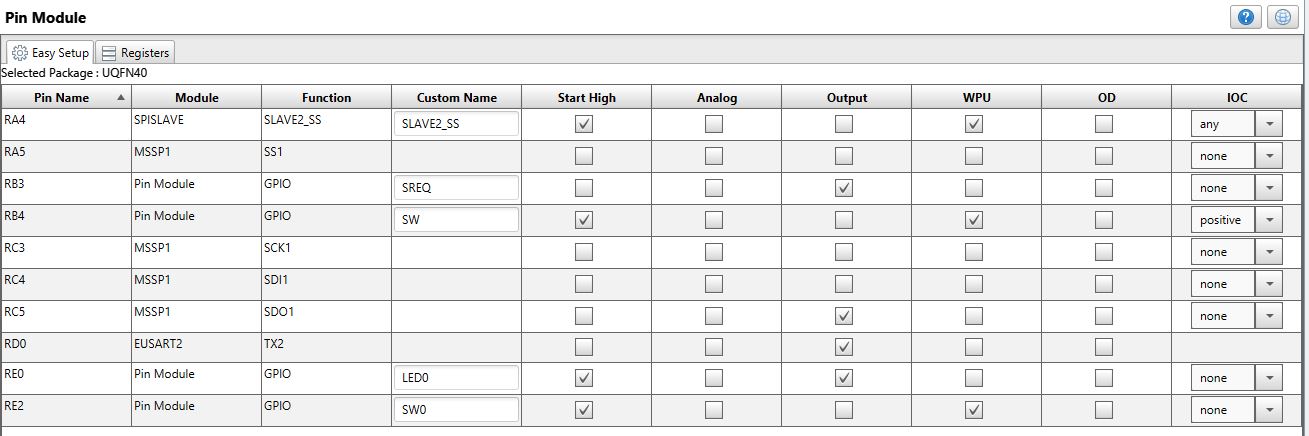 Pin Module
Easy Setup Registers
Selected Package : UQFN40
Pin Name Module Function Custom Name Start High Analog Output WPU OD IOC
RA4 SPISLAVE SLAVE2_SS SLAVE2_SS any
RA5 MSSP1 SS1 none
RB3 Pin Module GPIO SREQ none
RB4 Pin Module GPIO SW positive
RC3 MSSP1 SCK1 none
RC4 MSSP1 SDI1 none
RC5 MSSP1 SDO1 none
RD0 EUSART2 TX2
RE0 Pin Module GPIO LED0 none
RE2 Pin Module GPIO SW0 none